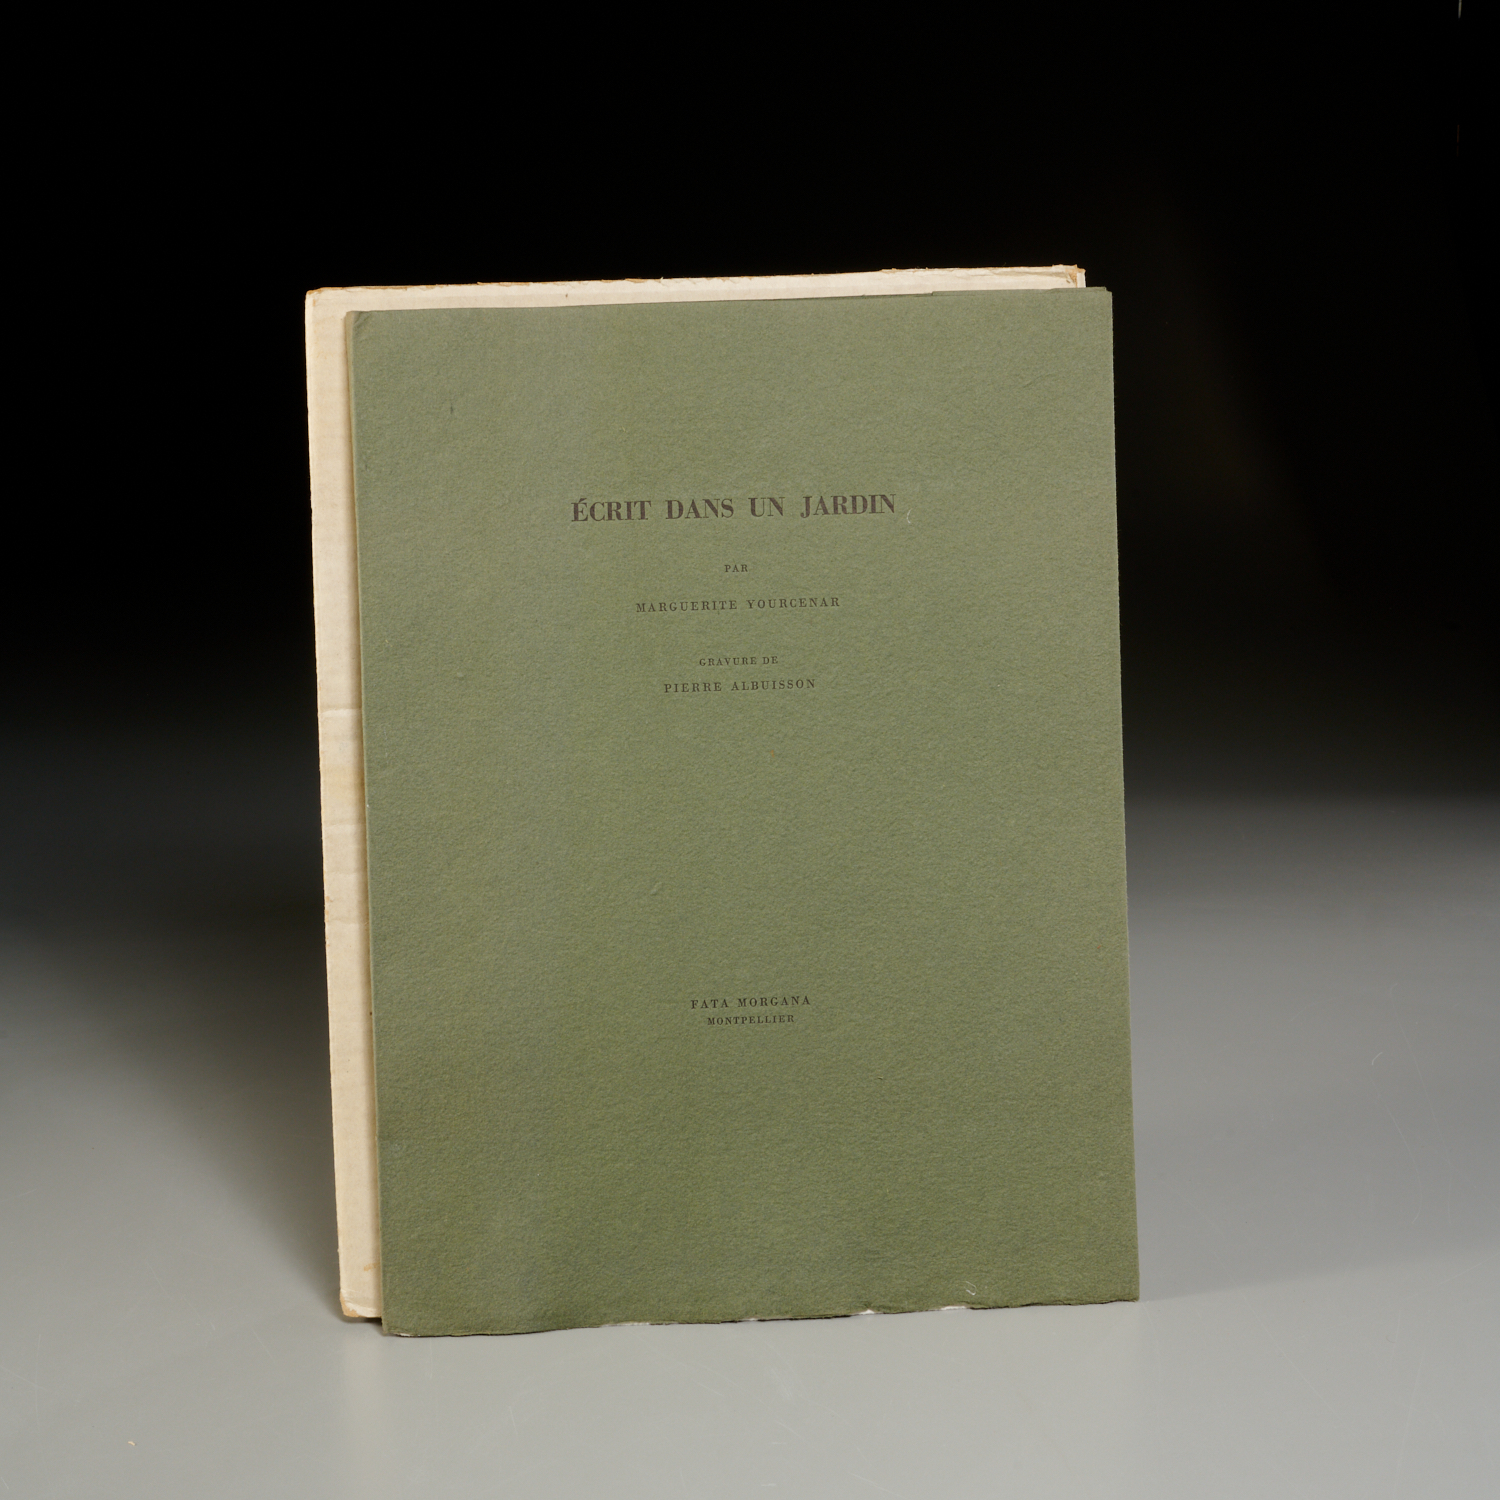 ÉCRIT DANS UN JARDIN
PAR
MARGUERITE YOURCENAR
GRAVURE DE
PIERRE ALBUISSON
FATA MORGANA
MONTPELLIER